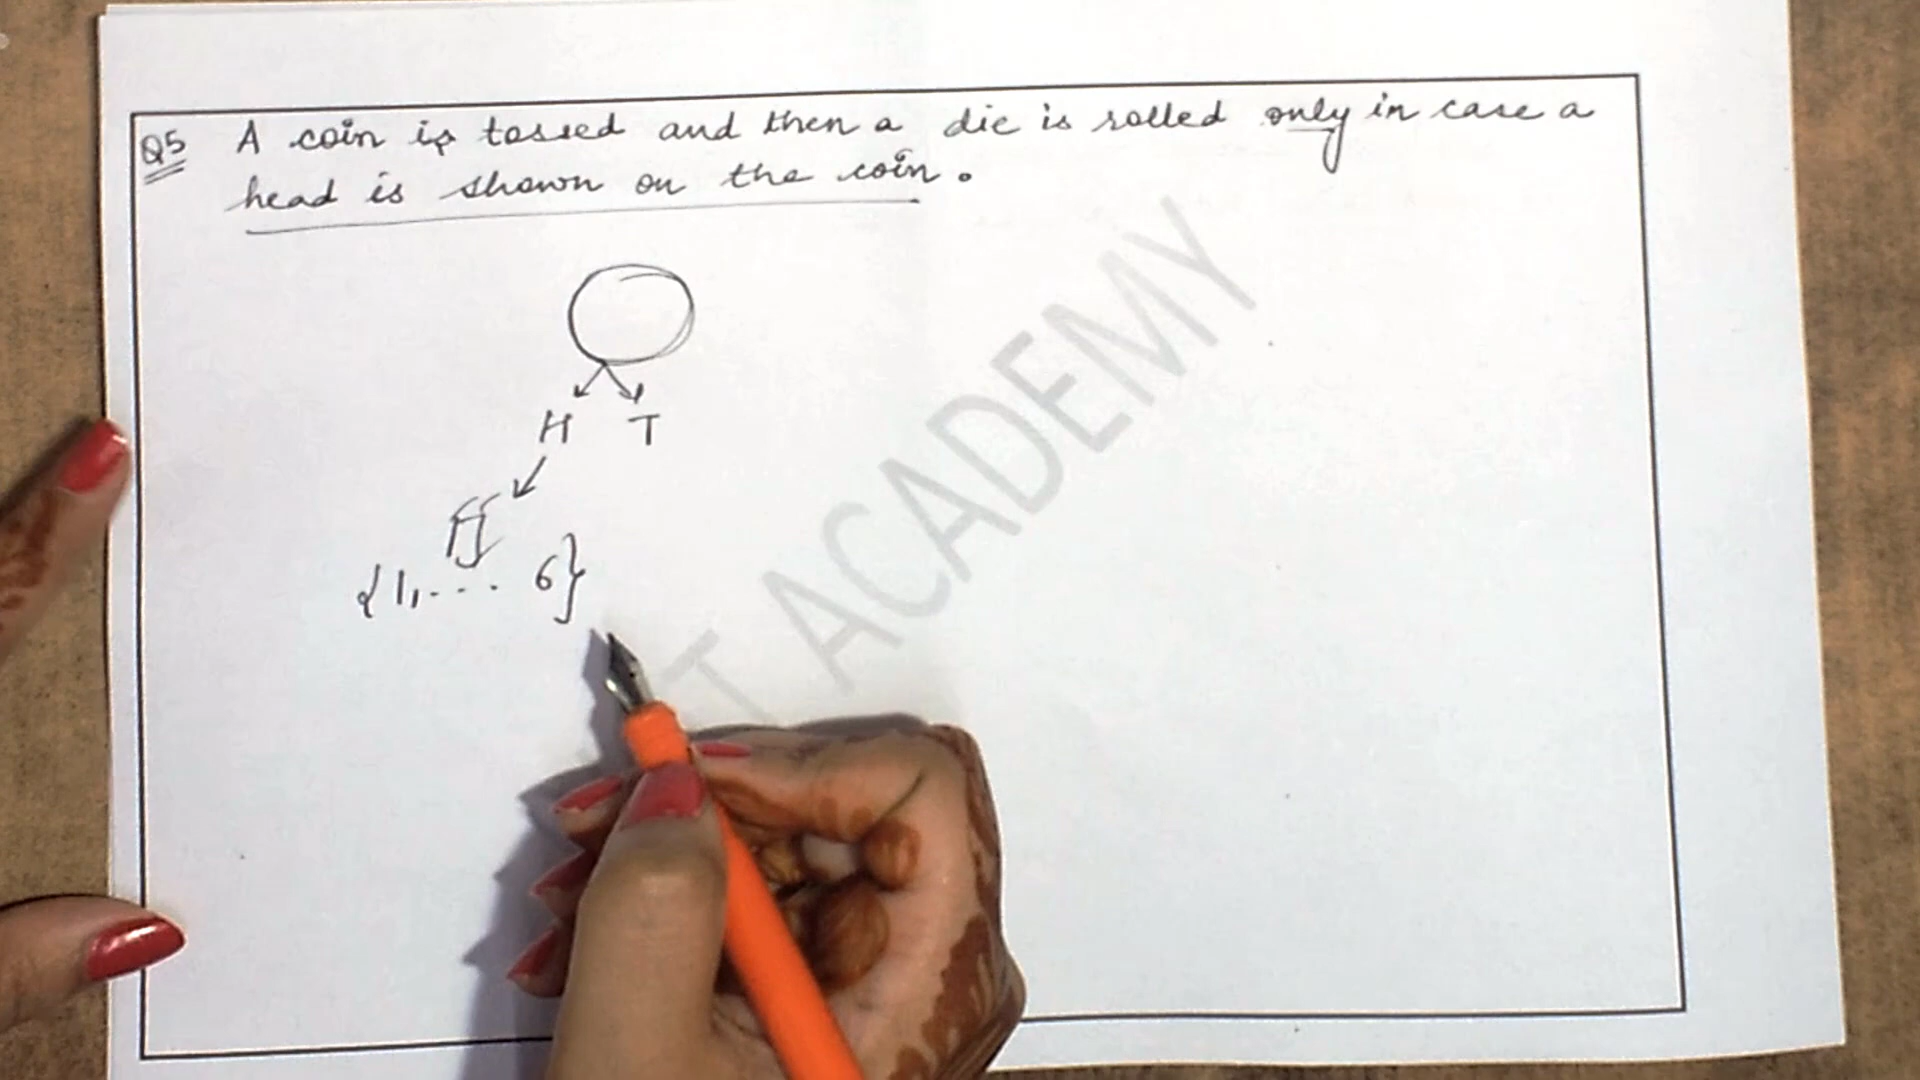 Q5 A coin is tossed and then a die is rolled only in case a
head is shown on the coin.
H T
{1,... 6}
T ACADEMY